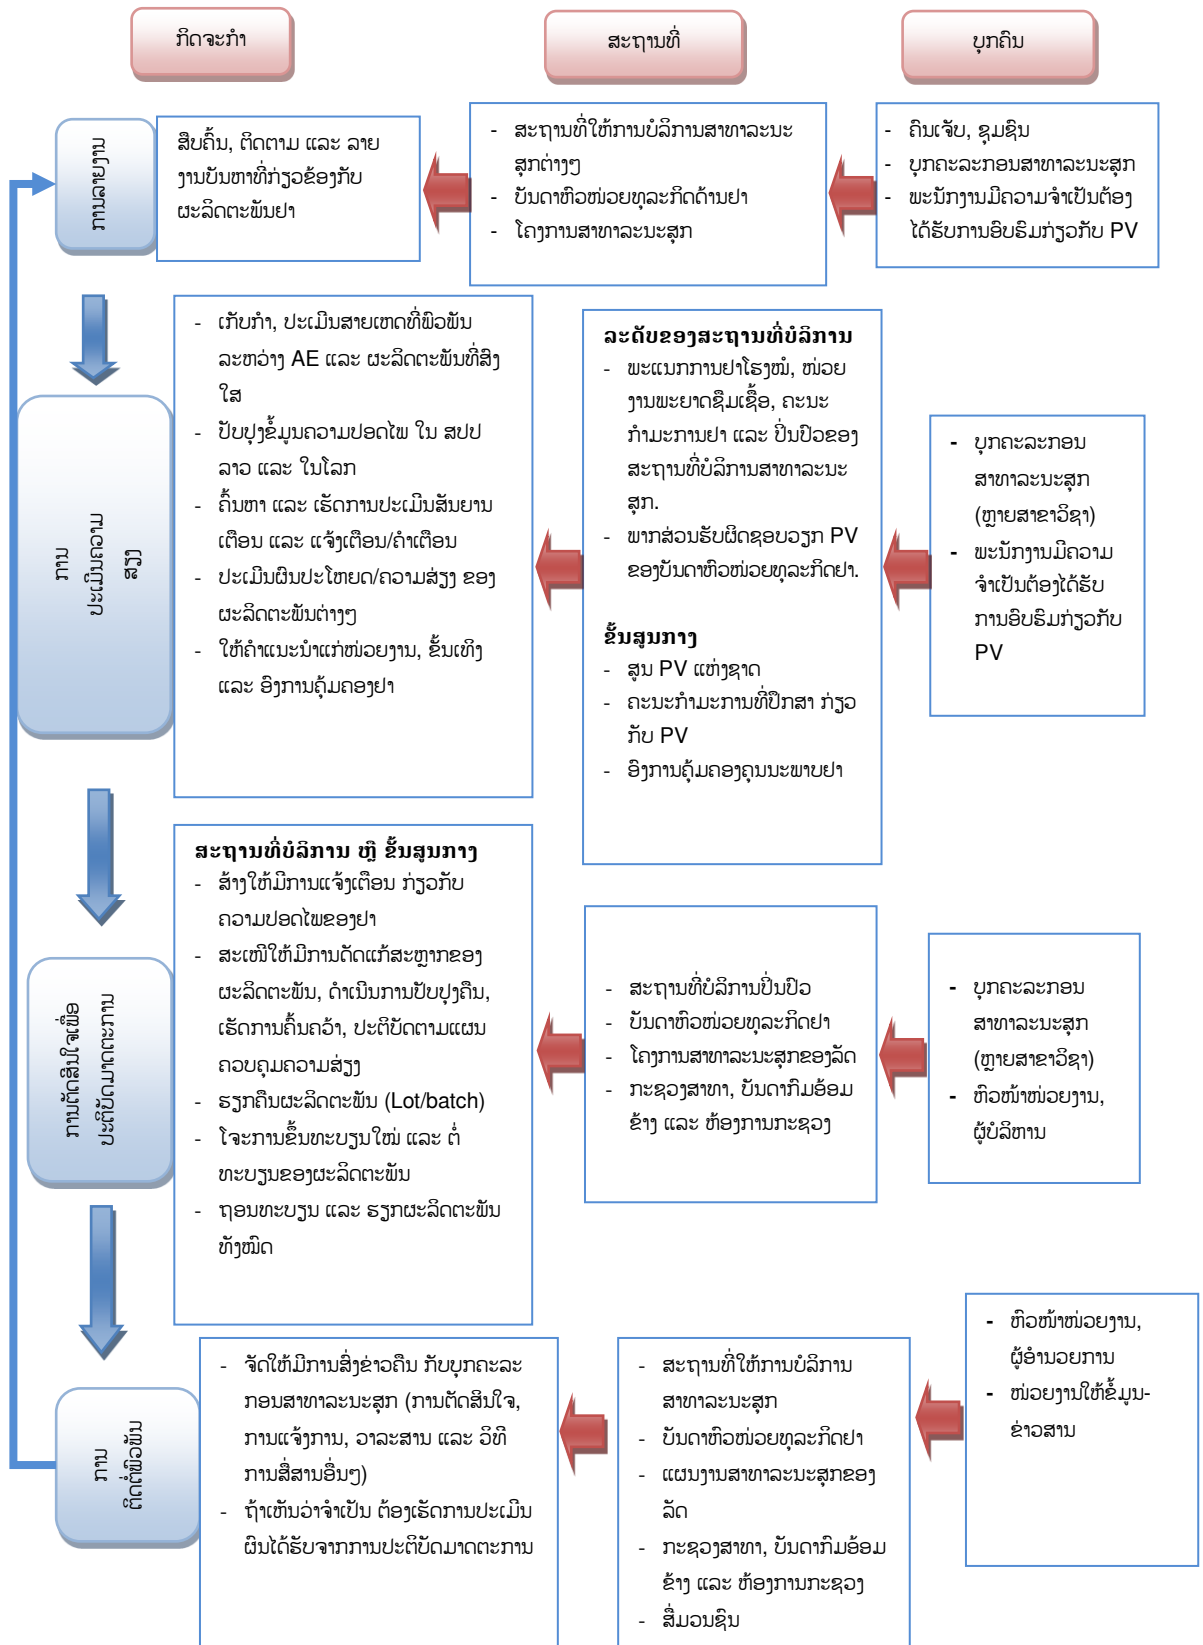 ກິດຈະກຳ
ສະຖານທີ່
ບຸກຄົນ
ການລາຍງານ
ສືບຄົ້ນ, ຕິດຕາມ ແລະ ລາຍ
ງານບັນຫາທີ່ກ່ຽວຂ້ອງກັບ
ຜະລິດຕະພັນຢາ
- ສະຖານທີ່ໃຫ້ການບໍລິການສາທາລະນະ
ສຸກຕ່າງໆ
- ບັນດາຫົວໜ່ວຍທຸລະກິດດ້ານຢາ
- ໂຄງການສາທາລະນະສຸກ
- ຄົນເຈັບ, ຊຸມຊົນ
- ບຸກຄະລະກອນສາທາລະນະສຸກ
- ພະນັກງານມີຄວາມຈຳເປັນຕ້ອງ
ໄດ້ຮັບການອົບຮົມກ່ຽວກັບ PV
ການ
ປະເມີນຄວາມ
ສຽງ
- ເກັບກຳ, ປະເມີນສາຍເຫດທີ່ພົວພັນ
ລະຫວ່າງ AE ແລະ ຜະລິດຕະພັນທີ່ສົງ
ໃສ
- ປັບປຸງຂໍ້ມູນຄວາມປອດໄພ ໃນ ສປປ
ລາວ ແລະ ໃນໂລກ
- ຄົ້ນຫາ ແລະ ເຮັດການປະເມີນສັນຍານ
ເຕືອນ ແລະ ແຈ້ງເຕືອນ/ຄຳເຕືອນ
- ປະເມີນຜົນປະໂຫຍດ/ຄວາມສ່ຽງ ຂອງ
ຜະລິດຕະພັນຕ່າງໆ
- ໃຫ້ຄຳແນະນຳແກ່ໜ່ວຍງານ, ຂັ້ນເທິງ
ແລະ ອົງການຄຸ້ມຄອງຢາ
ລະດັບຂອງສະຖານທີ່ບໍລິການ
- ພະແນກການຢາໂຮງໝໍ, ໜ່ວຍ
ງານພະຍາດຊຶມເຊື້ອ, ຄະນະ
ກຳມະການຢາ ແລະ ປິ່ນປົວຂອງ
ສະຖານທີ່ບໍລິການສາທາລະນະ
ສຸກ.
- ພາກສ່ວນຮັບຜິດຊອບວຽກ PV
ຂອງບັນດາຫົວໜ່ວຍທຸລະກິດຢາ.
ຂັ້ນສູນກາງ
- ສູນ PV ແຫ່ງຊາດ
- ຄະນະກຳມະການທີ່ປຶກສາ ກ່ຽວ
ກັບ PV
- ອົງການຄຸ້ມຄອງຄຸນນະພາບຢາ
- ບຸກຄະລະກອນ
ສາທາລະນະສຸກ
(ຫຼາຍສາຂາວິຊາ)
- ພະນັກງານມີຄວາມ
ຈຳເປັນຕ້ອງໄດ້ຮັບ
ການອົບຮົມກ່ຽວກັບ
PV
ການຕັດສິນໃຈເພື່ອ
ປະຕິບັດມາດຕະການ
ສະຖານທີ່ບໍລິການ ຫຼື ຂັ້ນສູນກາງ
- ສ້າງໃຫ້ມີການແຈ້ງເຕືອນ ກ່ຽວກັບ
ຄວາມປອດໄພຂອງຢາ
- ສະເໜີໃຫ້ມີການດັດແກ້ສະຫຼາກຂອງ
ຜະລິດຕະພັນ, ດຳເນີນການປັບປຸງຄືນ,
ເຮັດການຄົ້ນຄວ້າ, ປະຕິບັດຕາມແຜນ
ຄວບຄຸມຄວາມສ່ຽງ
- ຮຽກຄືນຜະລິດຕະພັນ (Lot/batch)
- ໂຈະການຂຶ້ນທະບຽນໃໝ່ ແລະ ຕໍ່
ທະບຽນຂອງຜະລິດຕະພັນ
- ຖອນທະບຽນ ແລະ ຮຽກຜະລິດຕະພັນ
ທັງໝົດ
- ສະຖານທີ່ບໍລິການປິ່ນປົວ
- ບັນດາຫົວໜ່ວຍທຸລະກິດຢາ
- ໂຄງການສາທາລະນະສຸກຂອງລັດ
- ກະຊວງສາທາ, ບັນດາກົມອ້ອມ
ຂ້າງ ແລະ ຫ້ອງການກະຊວງ
- ບຸກຄະລະກອນ
ສາທາລະນະສຸກ
(ຫຼາຍສາຂາວິຊາ)
- ຫົວໜ້າໜ່ວຍງານ,
ຜູ້ບໍລິຫານ
ການ
ຕິດຕໍ່ພົວພັນ
- ຈັດໃຫ້ມີການສົ່ງຂ່າວຄືນ ກັບບຸກຄະລະ
ກອນສາທາລະນະສຸກ (ການຕັດສິນໃຈ,
ການແຈ້ງການ, ວາລະສານ ແລະ ວິທີ
ການສື່ສານອື່ນໆ)
- ຖ້າເຫັນວ່າຈຳເປັນ ຕ້ອງເຮັດການປະເມີນ
ຜົນໄດ້ຮັບຈາກການປະຕິບັດມາດຕະການ
- ສະຖານທີ່ໃຫ້ການບໍລິການ
ສາທາລະນະສຸກ
- ບັນດາຫົວໜ່ວຍທຸລະກິດຢາ
- ແຜນງານສາທາລະນະສຸກຂອງ
ລັດ
- ກະຊວງສາທາ, ບັນດາກົມອ້ອມ
ຂ້າງ ແລະ ຫ້ອງການກະຊວງ
- ສື່ມວນຊົນ
- ຫົວໜ້າໜ່ວຍງານ,
ຜູ້ອຳນວຍການ
- ໜ່ວຍງານໃຫ້ຂໍ້ມູນ-
ຂ່າວສານ